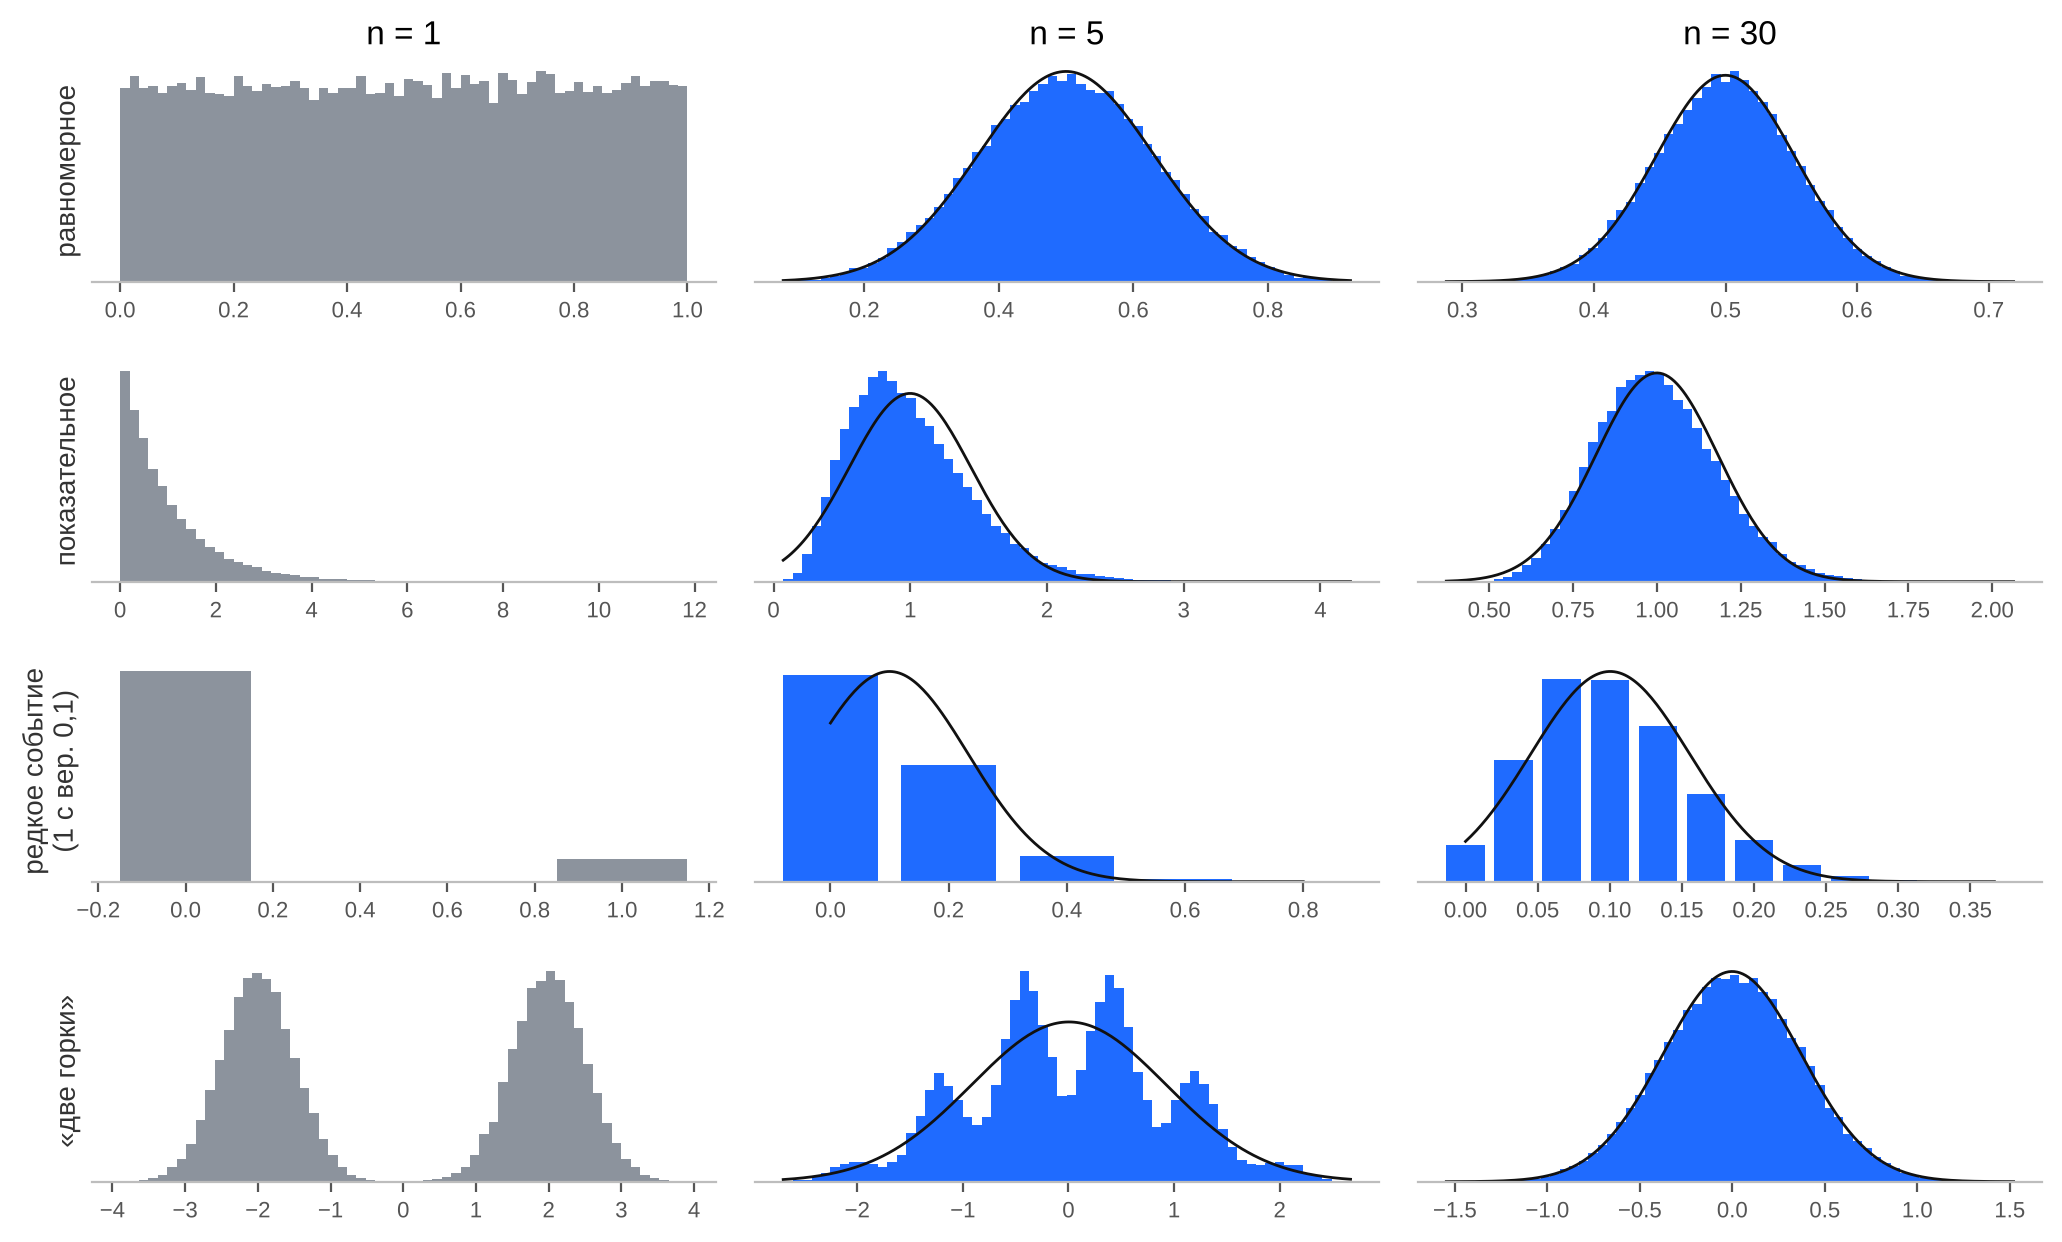 n = 1
n = 5
n = 30
равномерное
0.0 0.2 0.4 0.6 0.8 1.0
0.2 0.4 0.6 0.8
0.3 0.4 0.5 0.6 0.7
показательное
0 2 4 6 8 10 12
0 1 2 3 4
0.50 0.75 1.00 1.25 1.50 1.75 2.00
редкое событие
(1 с вер. 0,1)
−0.2 0.0 0.2 0.4 0.6 0.8 1.0 1.2
0.0 0.2 0.4 0.6 0.8
0.00 0.05 0.10 0.15 0.20 0.25 0.30 0.35
«две горки»
−4 −3 −2 −1 0 1 2 3 4
−2 −1 0 1 2
−1.5 −1.0 −0.5 0.0 0.5 1.0 1.5